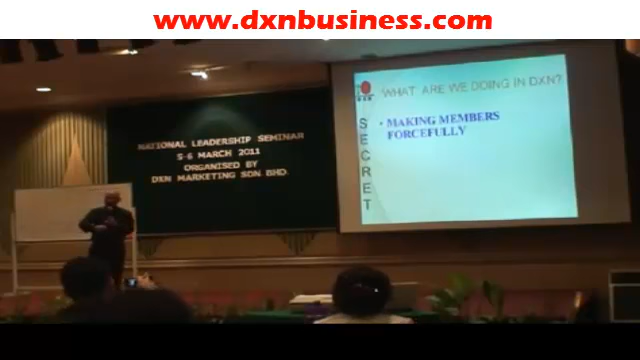 www.dxnbusiness.com
WHAT ARE WE DOING IN DXN?
• MAKING MEMBERS
FORCEFULLY
SECRET
NATIONAL LEADERSHIP SEMINAR
5-6 MARCH 2011
ORGANISED BY
DXN MARKETING SDN BHD.